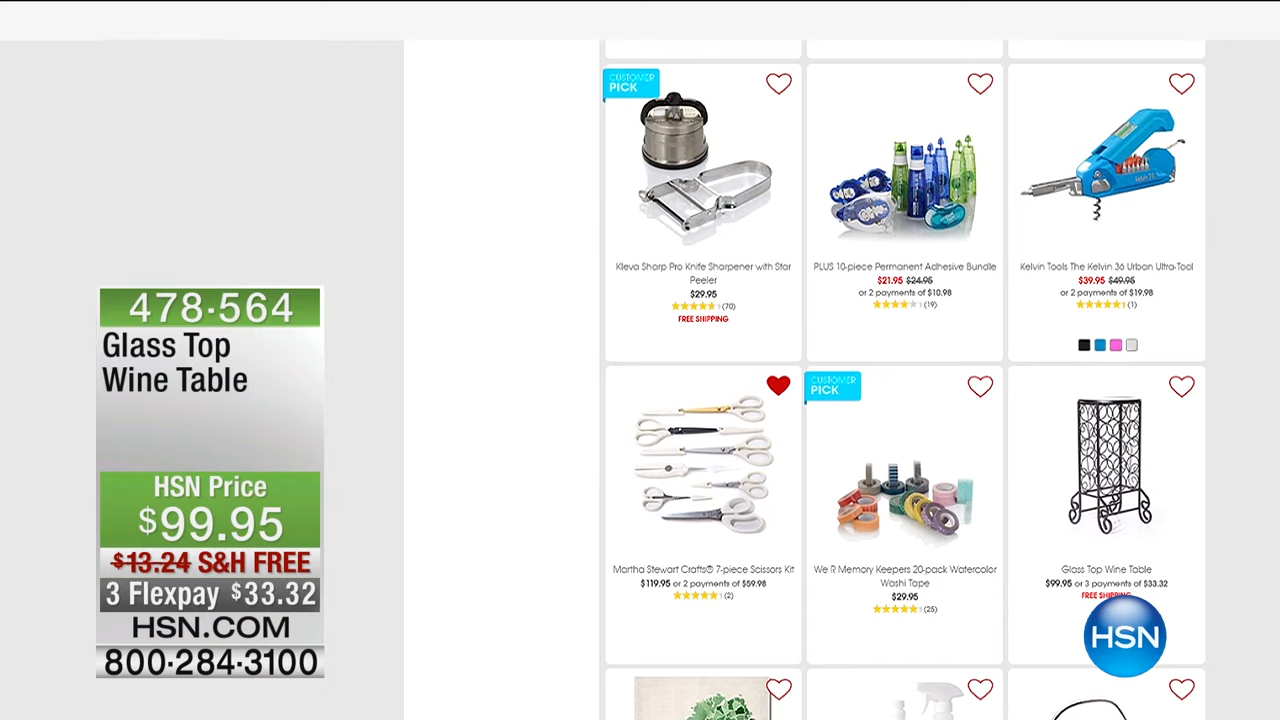 478·564
Glass Top
Wine Table
HSN Price
$99.95
$13.24 S&H FREE
3 Flexpay $33.32
HSN.COM
800·284·3100
CUSTOMER
PICK
Kleva Sharp Pro Knife Sharpener with Star
Peeler
$29.95
(70)
FREE SHIPPING
PLUS 10-piece Permanent Adhesive Bundle
$21.95 $24.95
or 2 payments of $10.98
(19)
Kelvin Tools The Kelvin 36 Urban Ultra-Tool
$39.95 $49.95
or 2 payments of $19.98
(1)
Martha Stewart Crafts® 7-piece Scissors Kit
$119.95 or 2 payments of $59.98
(2)
CUSTOMER
PICK
We R Memory Keepers 20-pack Watercolor
Washi Tape
$29.95
(25)
Glass Top Wine Table
$99.95 or 3 payments of $33.32
FREE SHIPPING
HSN